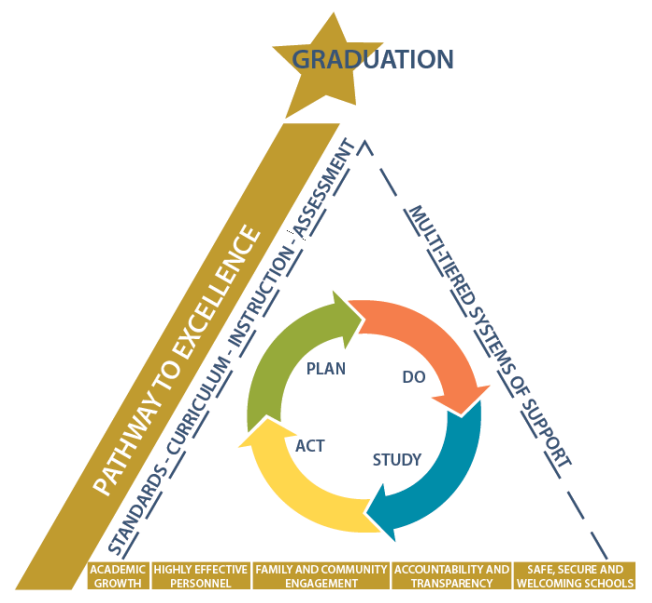 GRADUATION
PATHWAY TO EXCELLENCE
STANDARDS - CURRICULUM - INSTRUCTION - ASSESSMENT
MULTI-TIERED SYSTEMS OF SUPPORT
PLAN
DO
ACT
STUDY
ACADEMIC
GROWTH
HIGHLY EFFECTIVE
PERSONNEL
FAMILY AND COMMUNITY
ENGAGEMENT
ACCOUNTABILITY AND
TRANSPARENCY
SAFE, SECURE AND
WELCOMING SCHOOLS